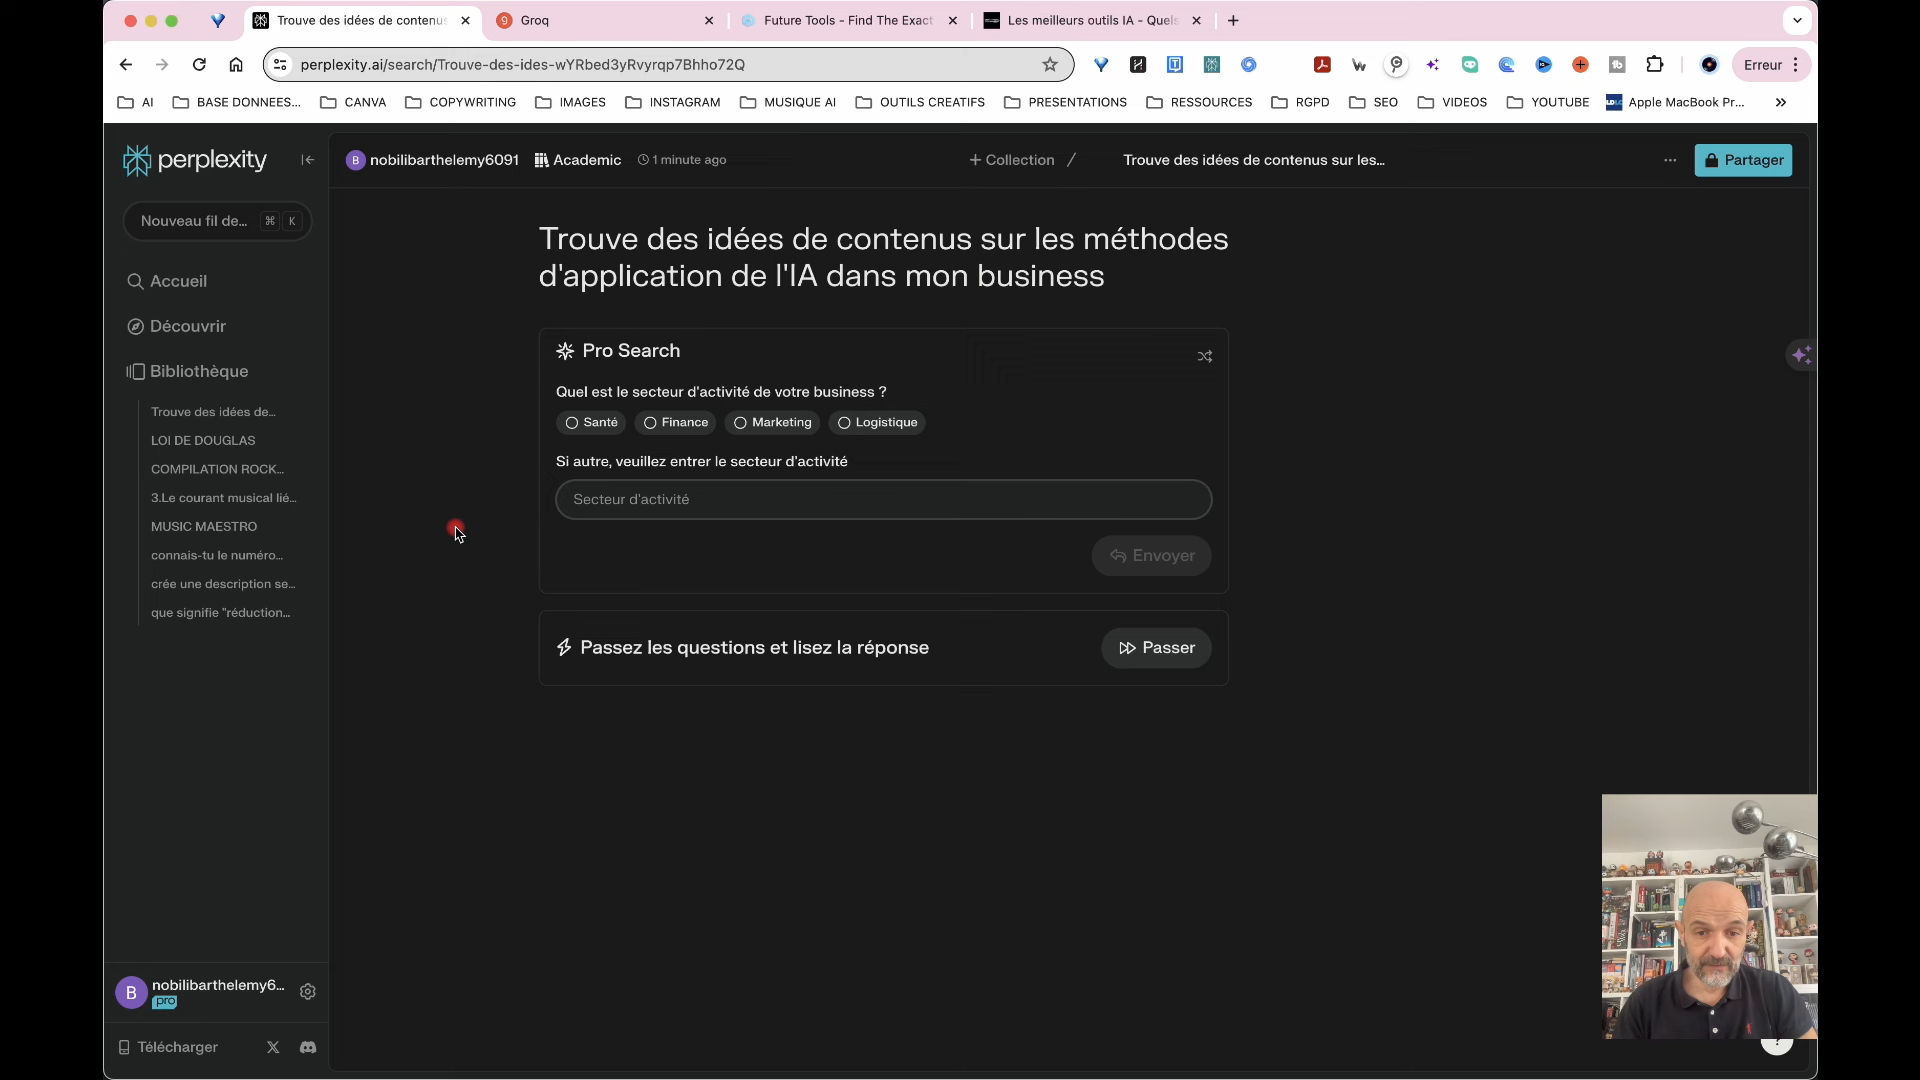 Trouve des idées de contenus
Groq
Future Tools - Find The Exact
Les meilleurs outils IA - Quels
perplexity.ai/search/Trouve-des-ides-wYRbed3yRvyrqp7Bhho72Q
Erreur
AI
BASE DONNEES...
CANVA
COPYWRITING
IMAGES
INSTAGRAM
MUSIQUE AI
OUTILS CREATIFS
PRESENTATIONS
RESSOURCES
RGPD
SEO
VIDEOS
YOUTUBE
Apple MacBook Pr...
»
perplexity
B nobilibarthelemy6091
Academic
1 minute ago
+ Collection /
Trouve des idées de contenus sur les...
...
Partager
Nouveau fil de... ⌘ K
Accueil
Découvrir
Bibliothèque
Trouve des idées de...
LOI DE DOUGLAS
COMPILATION ROCK...
3.Le courant musical lié...
MUSIC MAESTRO
connais-tu le numéro...
crée une description se...
que signifie "réduction...
Trouve des idées de contenus sur les méthodes
d'application de l'IA dans mon business
Pro Search
Quel est le secteur d'activité de votre business ?
Santé
Finance
Marketing
Logistique
Si autre, veuillez entrer le secteur d'activité
Secteur d'activité
Envoyer
Passez les questions et lisez la réponse
Passer
B nobilibarthelemy6...
pro
Télécharger